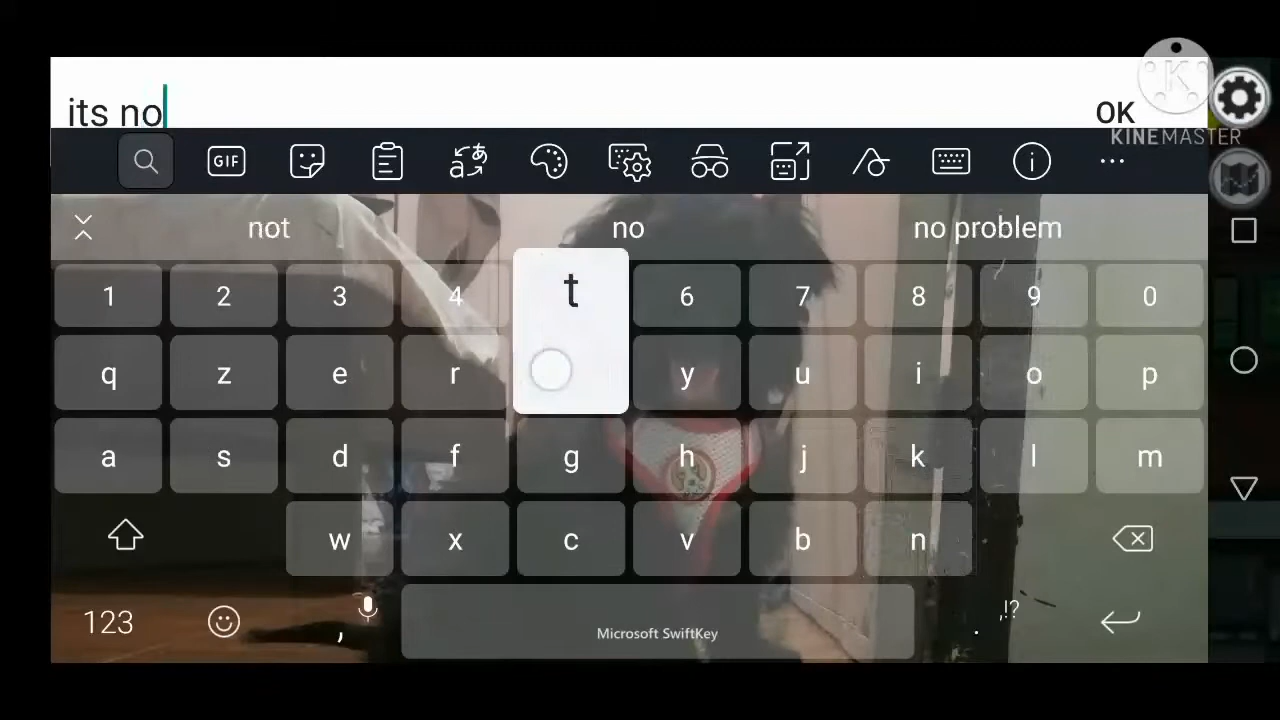 its no
OK
KINEMASTER
GIF
not no no problem
1 2 3 4 t 6 7 8 9 0
q z e r y u i o p
a s d f g h j k l m
w x c v b n
123 , Microsoft SwiftKey . ,!?